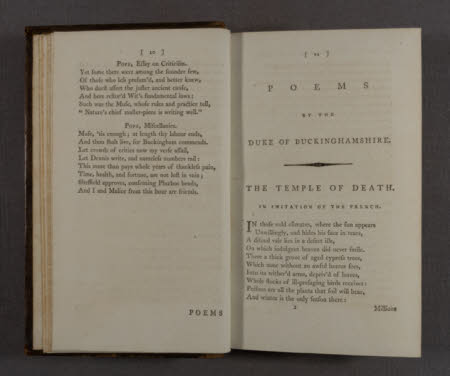 [ 10 ]
POPE, Essay on Criticism.
Yet some there were among the sounder few,
Of those who less presum'd, and better knew,
Who durst assert the juster ancient cause,
And here restor'd Wit's fundamental laws:
Such was the Muse, whose rules and practice tell,
" Nature's chief master-piece is writing well."
POPE, Miscellanies.
Muse, 'tis enough; at length thy labour ends,
And thou shalt live, for Buckingham commends.
Let crowds of critics now my verse assail,
Let Dennis write, and nameless numbers rail:
This more than pays whole years of thankless pain,
Time, health, and fortune, are not lost in vain;
Sheffield approves, consenting Phœbus bends,
And I and Malice from this hour are friends.
POEMS
[ 11 ]
POEMS
BY THE
DUKE OF BUCKINGHAMSHIRE.
THE TEMPLE OF DEATH,
IN IMITATION OF THE FRENCH.
IN those cold climates, where the sun appears
Unwillingly, and hides his face in tears,
A dismal vale lies in a desert isle,
On which indulgent heaven did never smile.
There a thick grove of aged cypress trees,
Which none without an awful horror sees,
Into its wither'd arms, depriv'd of leaves,
Whole flocks of ill-presaging birds receives:
Poisons are all the plants that soil will bear,
And winter is the only season there:
Millions